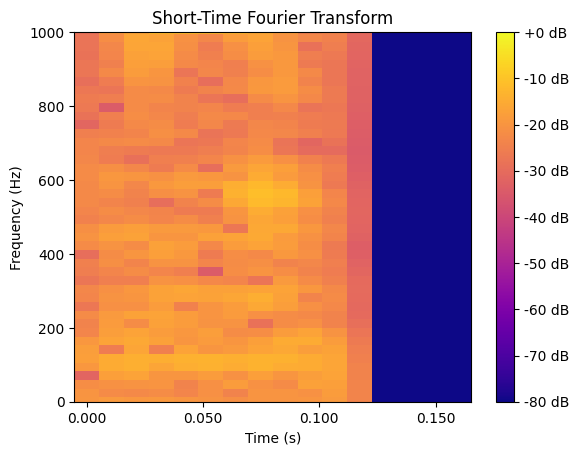 Short-Time Fourier Transform
Frequency (Hz)
1000
800
600
400
200
0
0.000
0.050
0.100
0.150
Time (s)
+0 dB
-10 dB
-20 dB
-30 dB
-40 dB
-50 dB
-60 dB
-70 dB
-80 dB